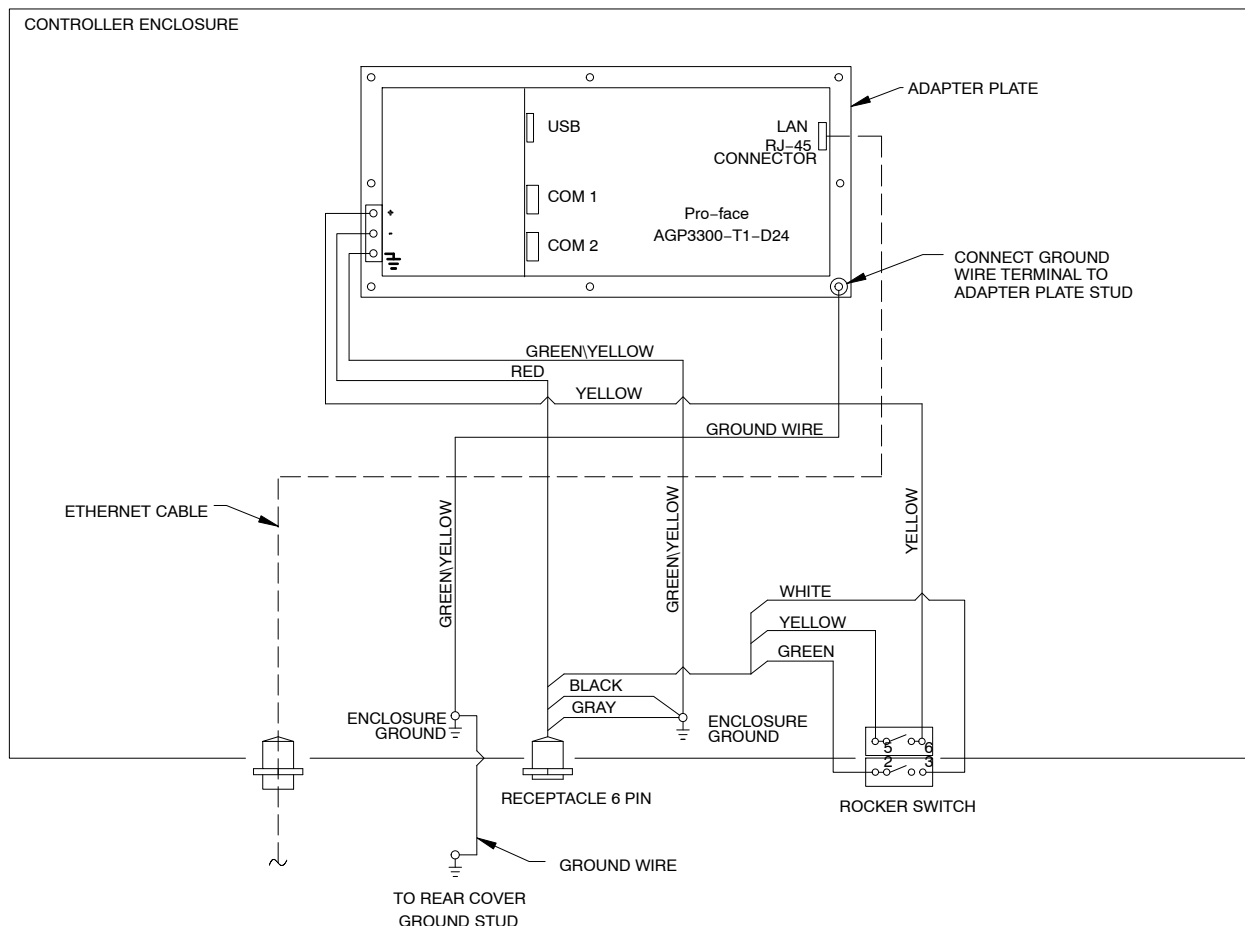 CONTROLLER ENCLOSURE
ADAPTER PLATE
USB
LAN
RJ-45
CONNECTOR
COM 1
Pro-face
AGP3300-T1-D24
COM 2
+
-
CONNECT GROUND
WIRE TERMINAL TO
ADAPTER PLATE STUD
GREEN\YELLOW
RED
YELLOW
GROUND WIRE
ETHERNET CABLE
GREEN\YELLOW
GREEN\YELLOW
YELLOW
WHITE
YELLOW
GREEN
BLACK
GRAY
ENCLOSURE
GROUND
ENCLOSURE
GROUND
5 6
2 3
RECEPTACLE 6 PIN
ROCKER SWITCH
GROUND WIRE
TO REAR COVER
GROUND STUD